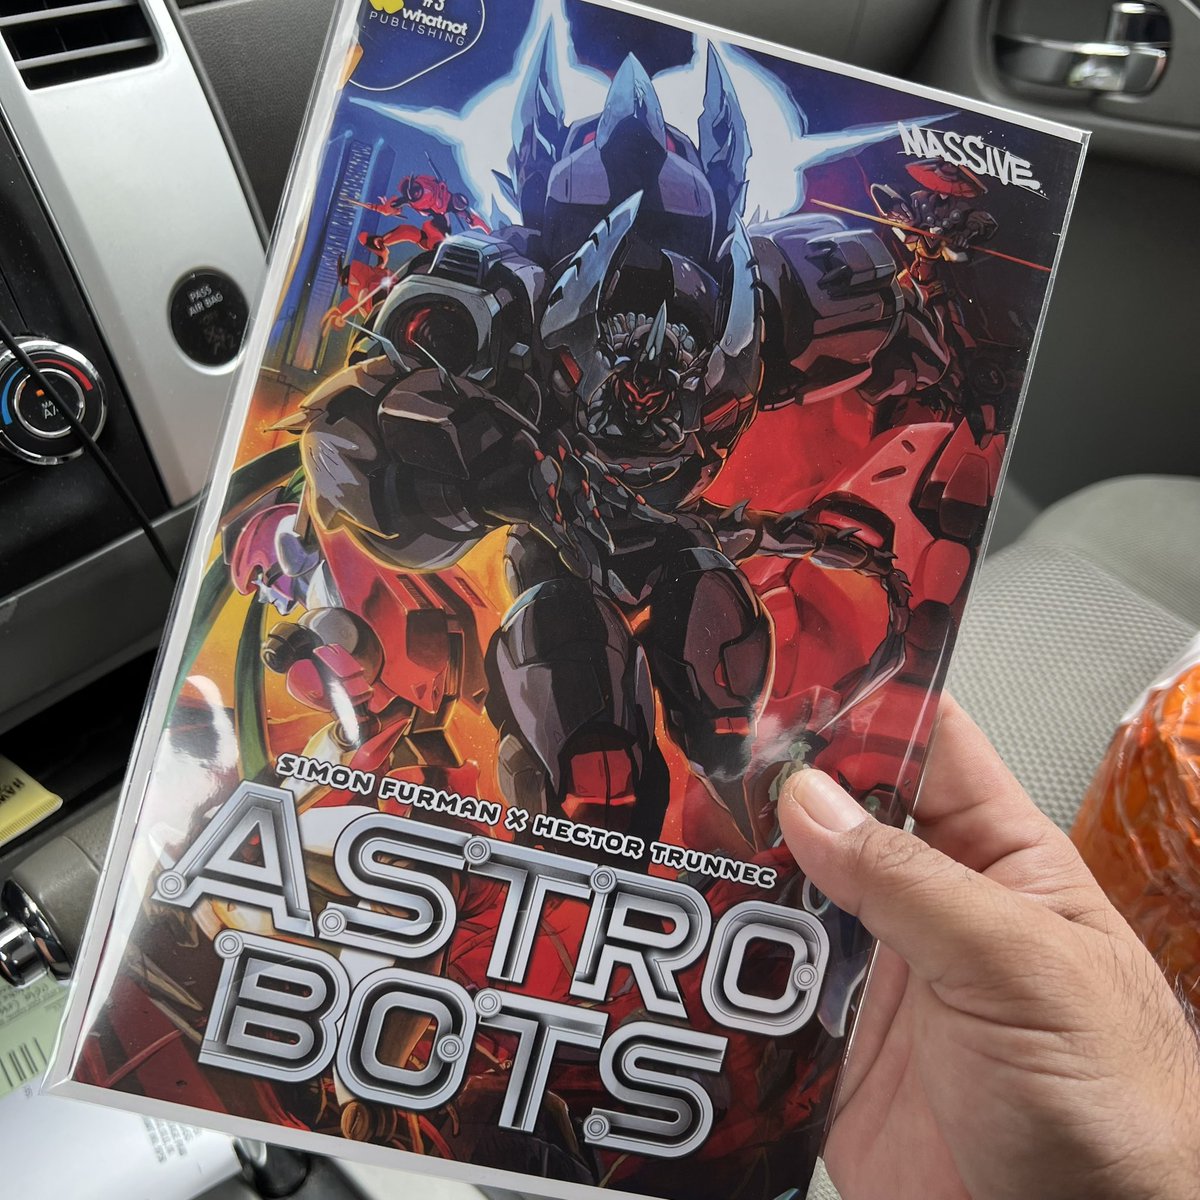 #3
whatnot
PUBLISHING
MASSIVE
PASS
AIR BAG
SIMON FURMAN X HECTOR TRUNNEC
ASTRO
BOTS